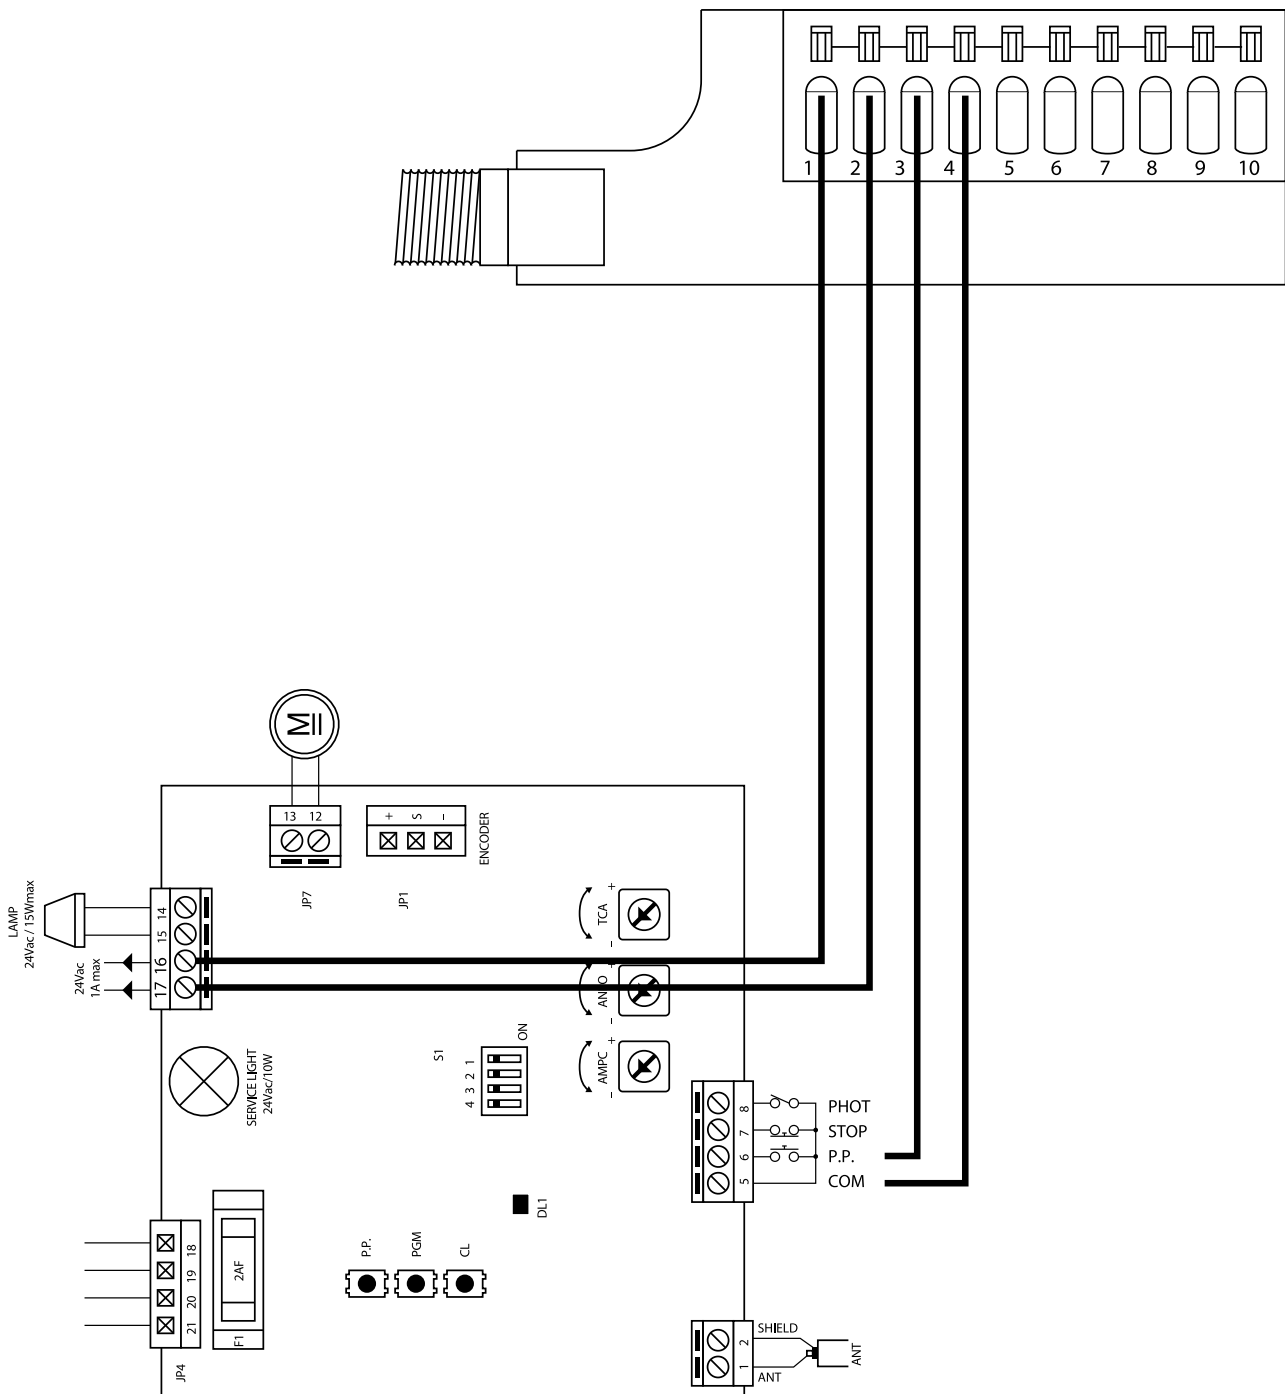 1 2 3 4 5 6 7 8 9 10
M
13 12
+ S -
ENCODER
JP7
JP1
LAMP
24Vac / 15Wmax
14
15
16
17
24Vac
1A max
+ TCA -
+ -
+ AMPC -
SERVICE LIGHT
24Vac/10W
S1
4 3 2 1
ON
8
7
6
5
PHOT
STOP
P.P.
COM
DL1
P.P.
PGM
CL
18
19
20
21
JP4
2AF
F1
2
1
SHIELD
ANT
ANT